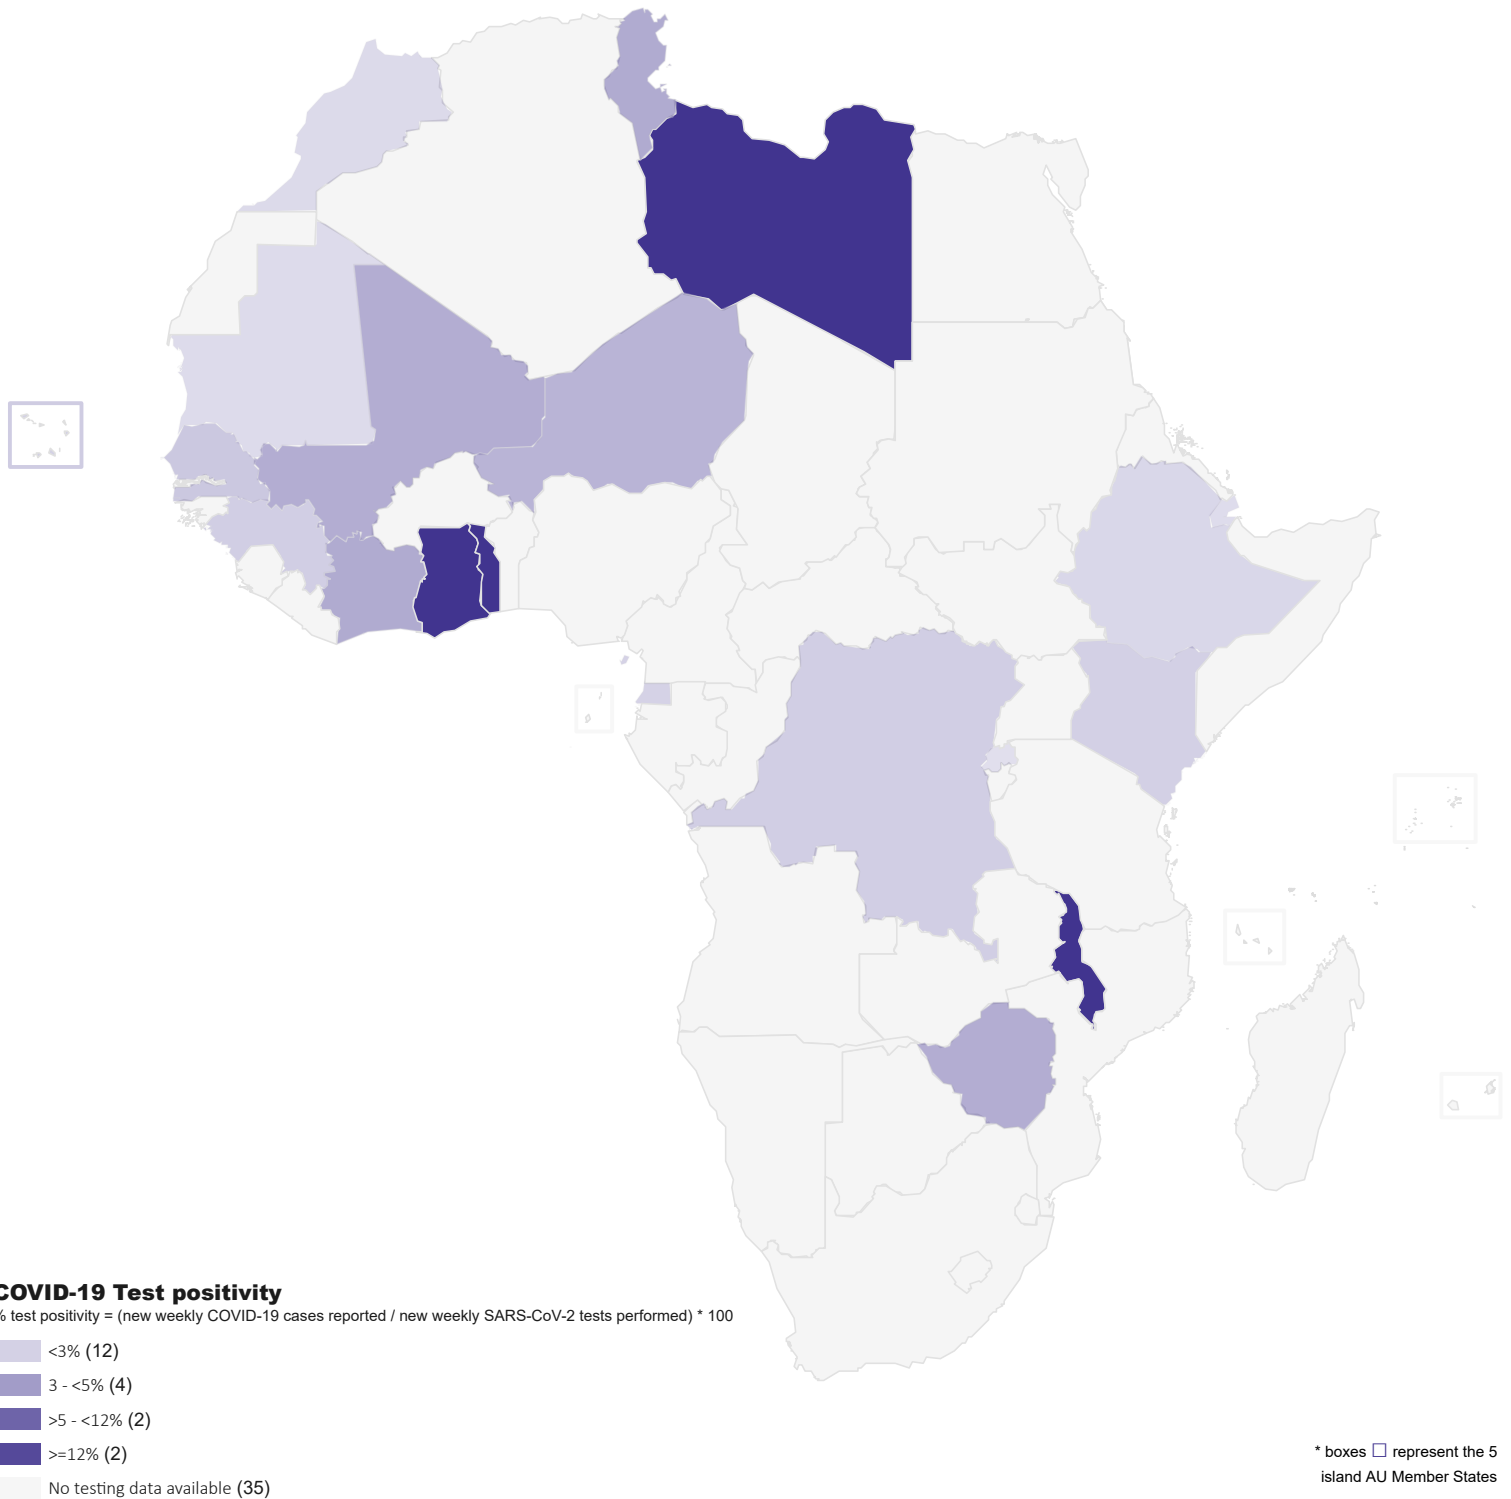 COVID-19 Test positivity
% test positivity = (new weekly COVID-19 cases reported / new weekly SARS-CoV-2 tests performed) * 100
<3% (12)
3 - <5% (4)
>5 - <12% (2)
>=12% (2)
No testing data available (35)
* boxes □ represent the 5
island AU Member States